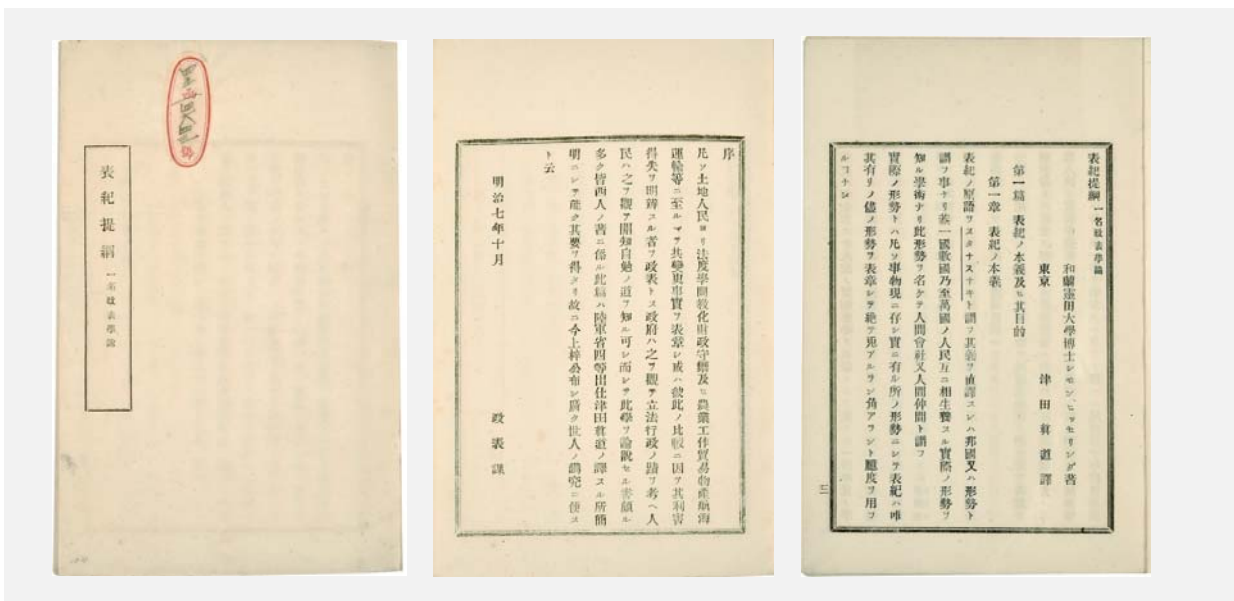 表紀提綱 一名政表學論
序
凡ソ土地人民ヨリ法度學問敎化財政守禦及ヒ農業工作貿易物產航海
運輸等ニ至ルマテ其變更事實ヲ表章シ或ハ彼此ノ比較ニ因テ其利害
得失ヲ明辨スル者ヲ政表トス政府ハ之ヲ觀テ立法行政ノ蹟ヲ考ヘ人
民ハ之ヲ觀テ開知自勉ノ道ヲ知ル可シ而シテ此學ヲ論說セル書頗ル
多ク皆西人ノ著ニ係ル此篇ハ陸軍省四等出仕津田眞道ノ譯スル所簡
明ニシテ能ク其要ヲ得タリ故ニ今上梓公布シ廣ク世人ノ講究ニ便ス
ト云
明治七年十月
政表課
表紀提綱 一名政表學論
和蘭靈田大學博士シモン、ヒッセリング著
東京 津田眞道譯
第一篇 表紀ノ本義及ヒ其目的
第一章 表紀ノ本義
表紀ノ原語ヲスタチスチキト謂フ其義ヲ直譯スレハ邦國又ハ形勢ト
謂フ事ナリ蓋一國數國乃至萬國ノ人民互ニ相生養スル實際ノ形勢ヲ
知ル學術ナリ此形勢ヲ名ケテ人間會社又人間仲間ト謂フ
實際ノ形勢トハ凡ソ事物現ニ存シ實ニ有ル所ノ形勢ニシテ表紀ハ唯
其有リノ儘ノ形勢ヲ表章シテ絶テ兎アルラン角アラント臆度ヲ用フ
ルコナシ
二